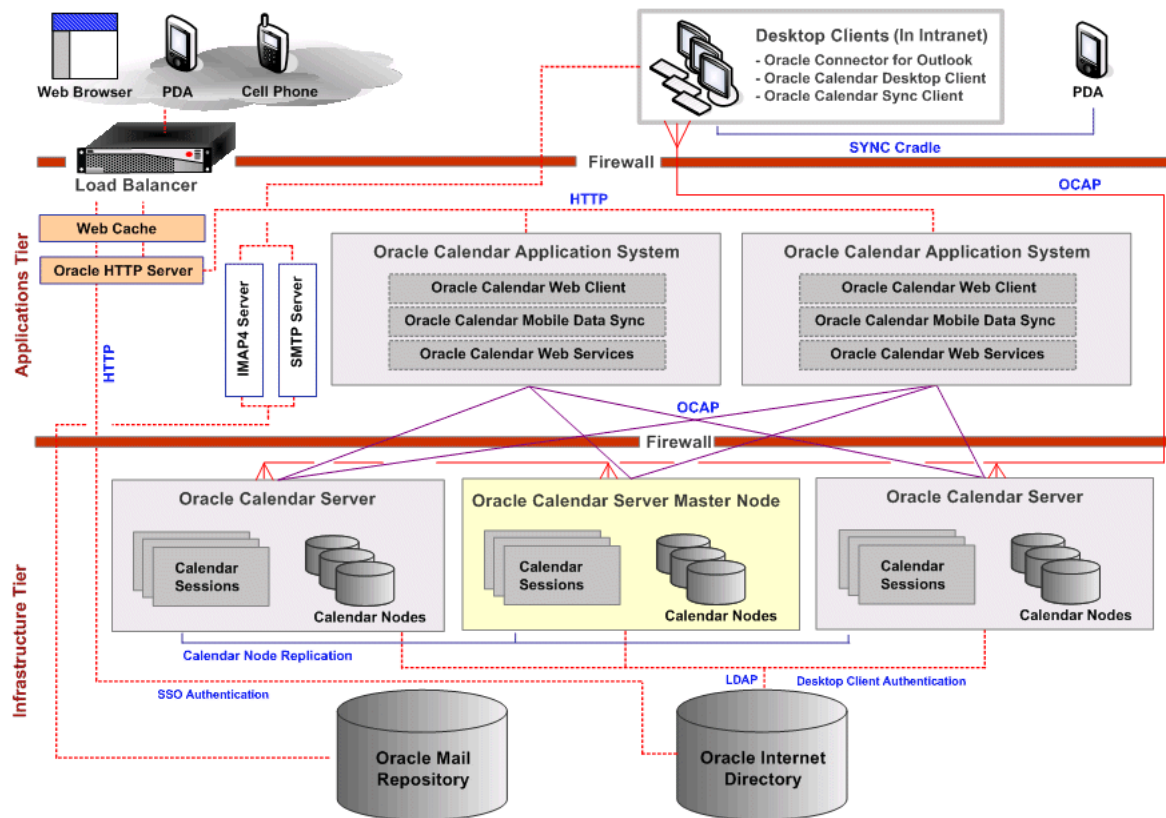 Web Browser
PDA
Cell Phone
Desktop Clients (In Intranet)
- Oracle Connector for Outlook
- Oracle Calendar Desktop Client
- Oracle Calendar Sync Client
PDA
SYNC Cradle
Firewall
Load Balancer
OCAP
HTTP
Applications Tier
Web Cache
Oracle HTTP Server
HTTP
IMAP4 Server
SMTP Server
Oracle Calendar Application System
Oracle Calendar Web Client
Oracle Calendar Mobile Data Sync
Oracle Calendar Web Services
Oracle Calendar Application System
Oracle Calendar Web Client
Oracle Calendar Mobile Data Sync
Oracle Calendar Web Services
OCAP
Firewall
Infrastructure Tier
Oracle Calendar Server
Calendar
Sessions
Calendar Nodes
Oracle Calendar Server Master Node
Calendar
Sessions
Calendar Nodes
Oracle Calendar Server
Calendar
Sessions
Calendar Nodes
Calendar Node Replication
SSO Authentication
LDAP
Desktop Client Authentication
Oracle Mail
Repository
Oracle Internet
Directory